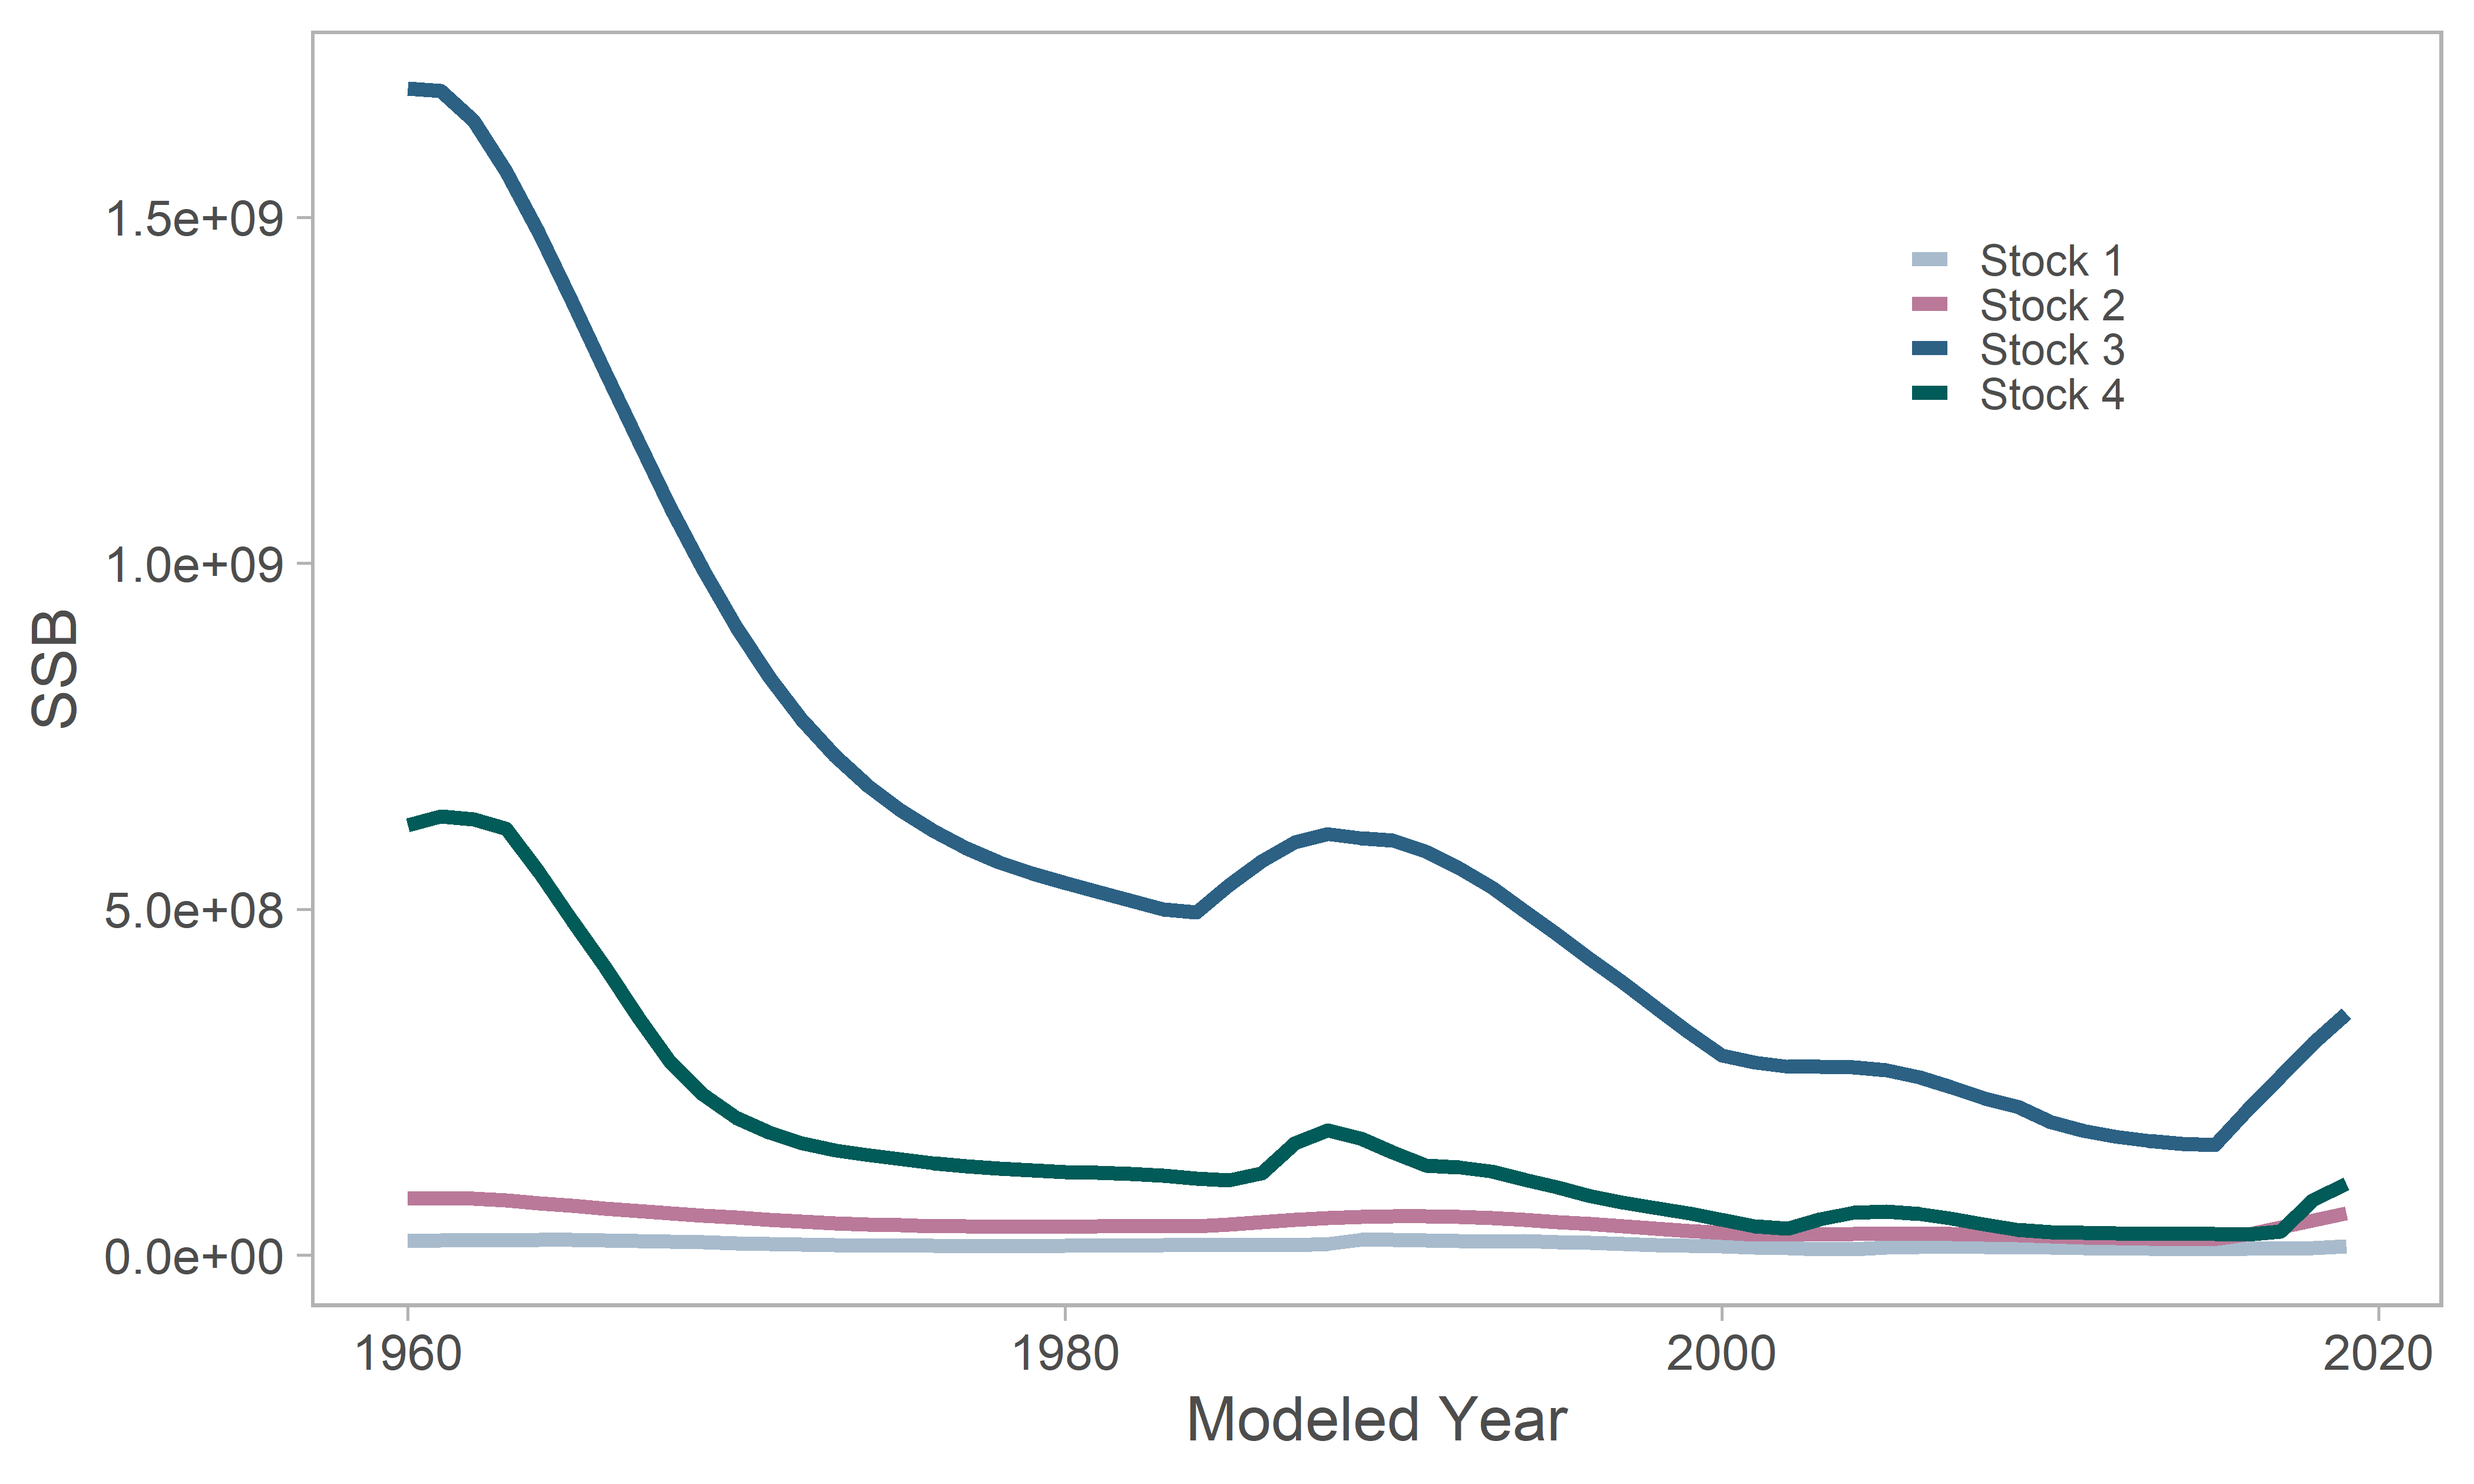 1.5e+09
1.0e+09
5.0e+08
0.0e+00
SSB
Stock 1
Stock 2
Stock 3
Stock 4
1960
1980
2000
2020
Modeled Year